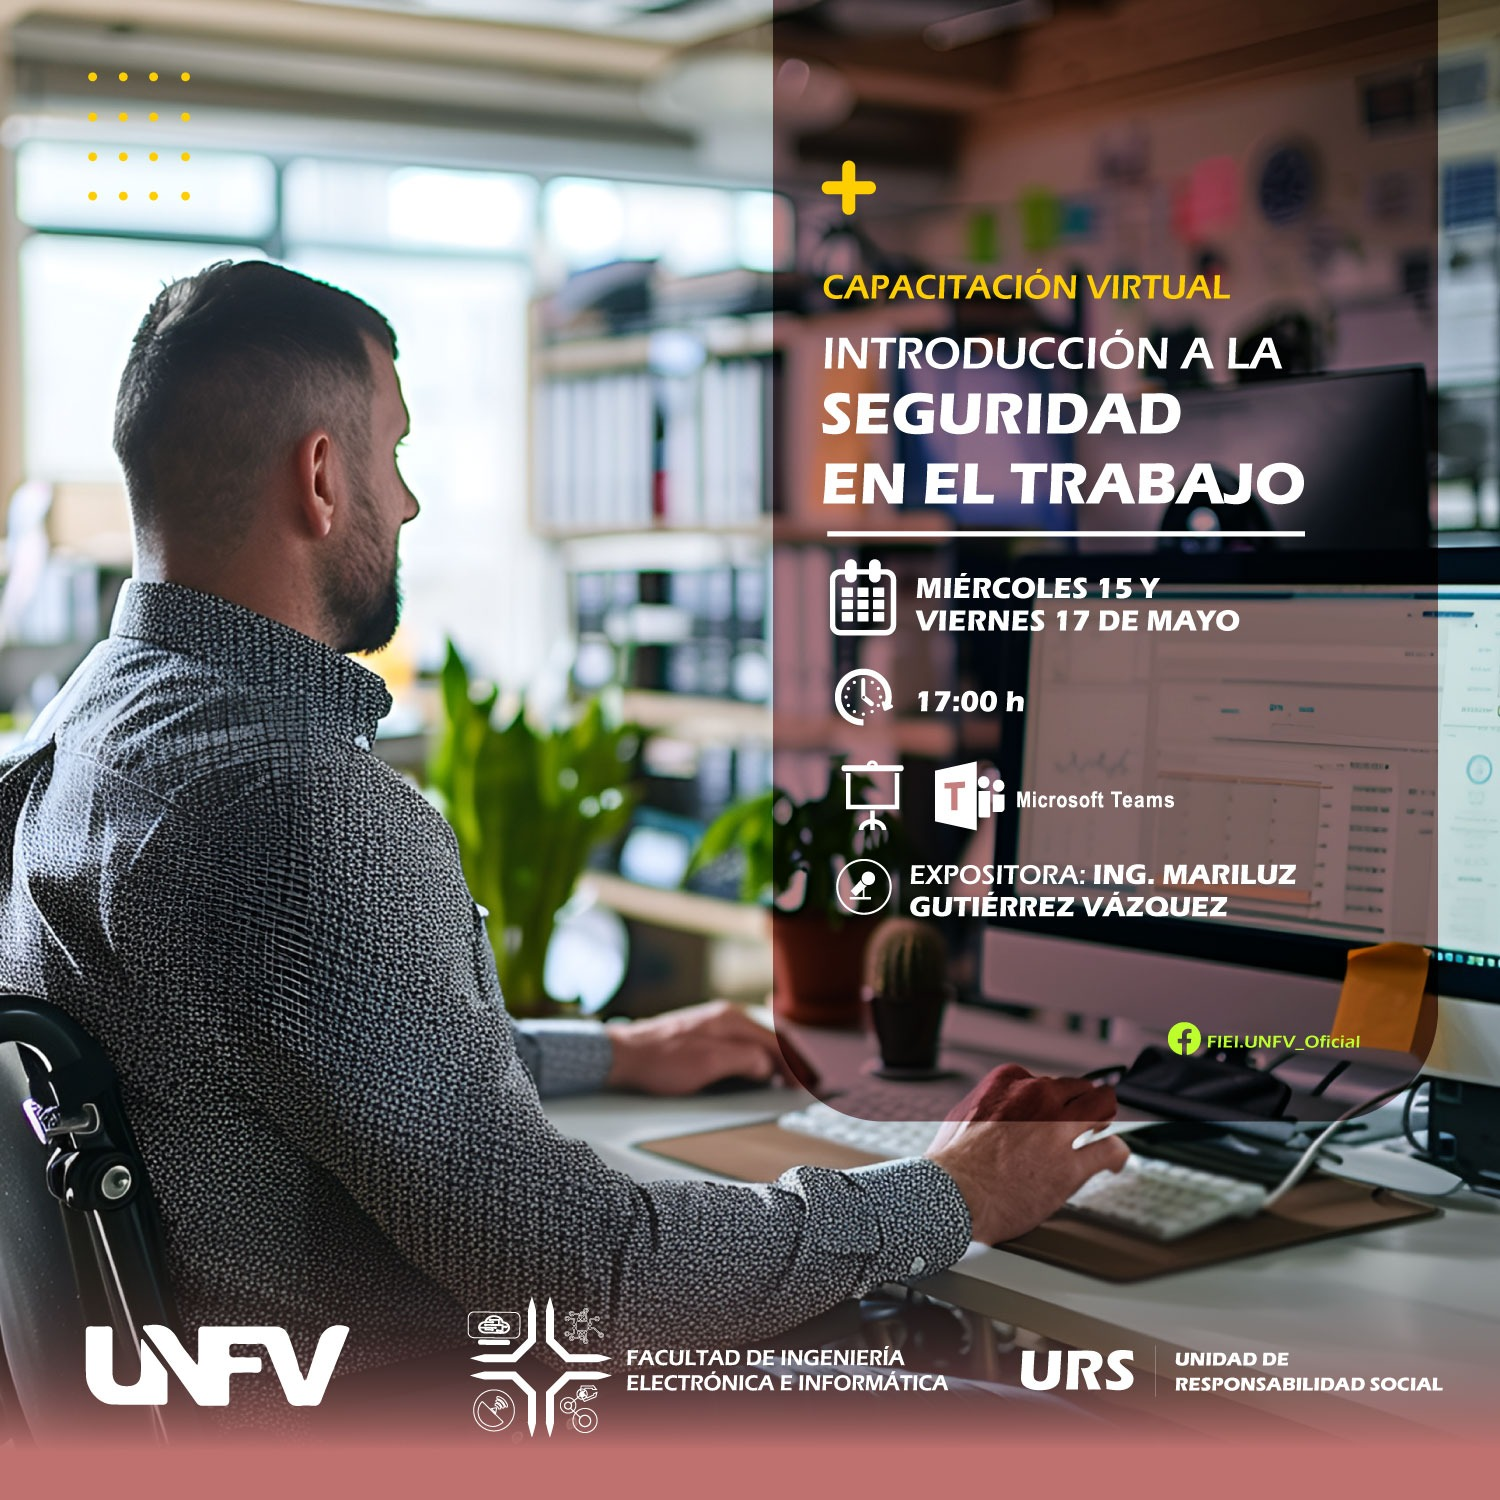 CAPACITACIÓN VIRTUAL
INTRODUCCIÓN A LA
SEGURIDAD
EN EL TRABAJO
MIÉRCOLES 15 Y
VIERNES 17 DE MAYO
17:00 h
T Microsoft Teams
EXPOSITORA: ING. MARILUZ
GUTIÉRREZ VÁZQUEZ
FIEI.UNFV_Oficial
UNFV
FACULTAD DE INGENIERÍA
ELECTRÓNICA E INFORMÁTICA
URS
UNIDAD DE
RESPONSABILIDAD SOCIAL